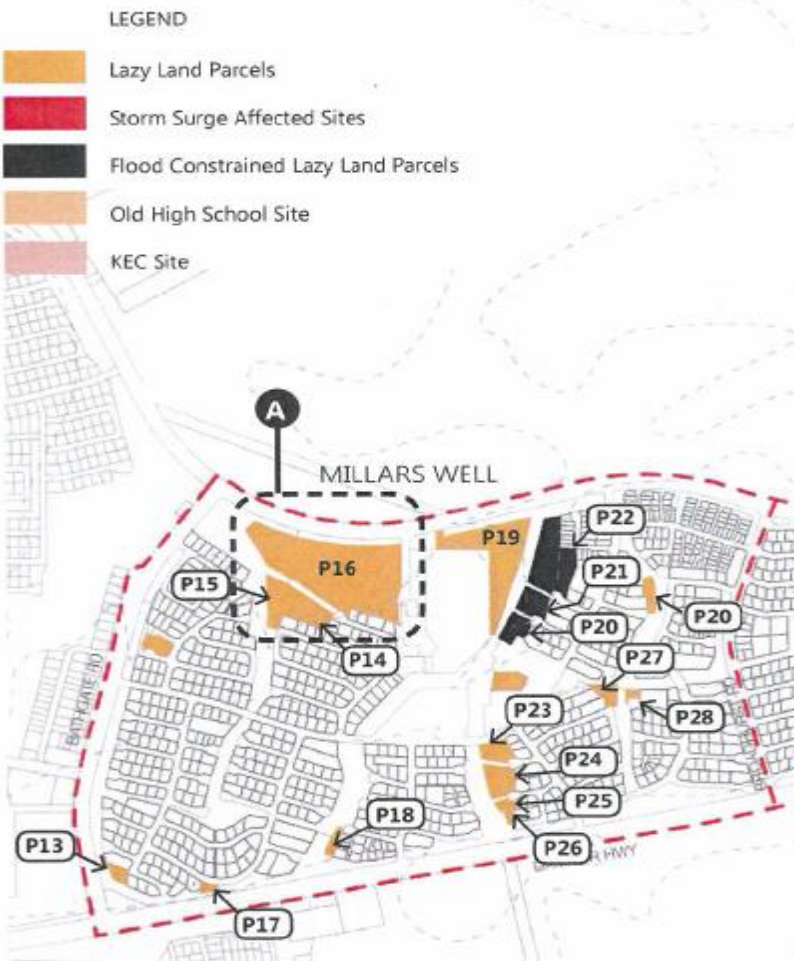 LEGEND
Lazy Land Parcels
Storm Surge Affected Sites
Flood Constrained Lazy Land Parcels
Old High School Site
KEC Site
A
MILLARS WELL
P22
P19
P16
P21
P15
P20
P20
P14
P27
P28
P23
P24
P25
P18
P26
P13
HWY
P17